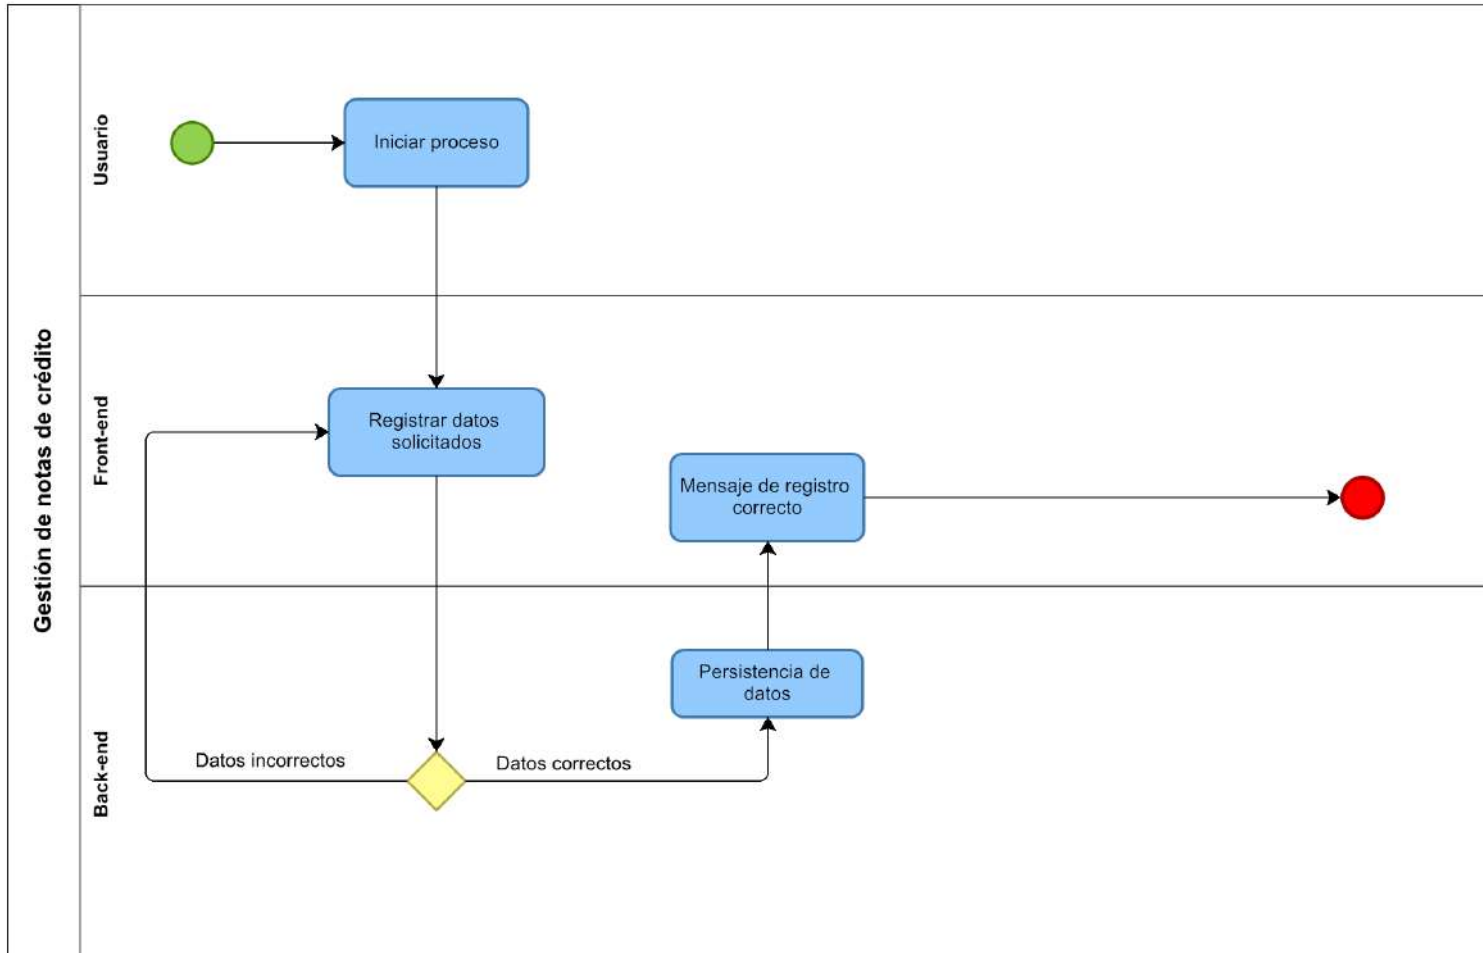 Gestión de notas de crédito
Usuario
Iniciar proceso
Front-end
Registrar datos
solicitados
Mensaje de registro
correcto
Back-end
Persistencia de
datos
Datos incorrectos
Datos correctos